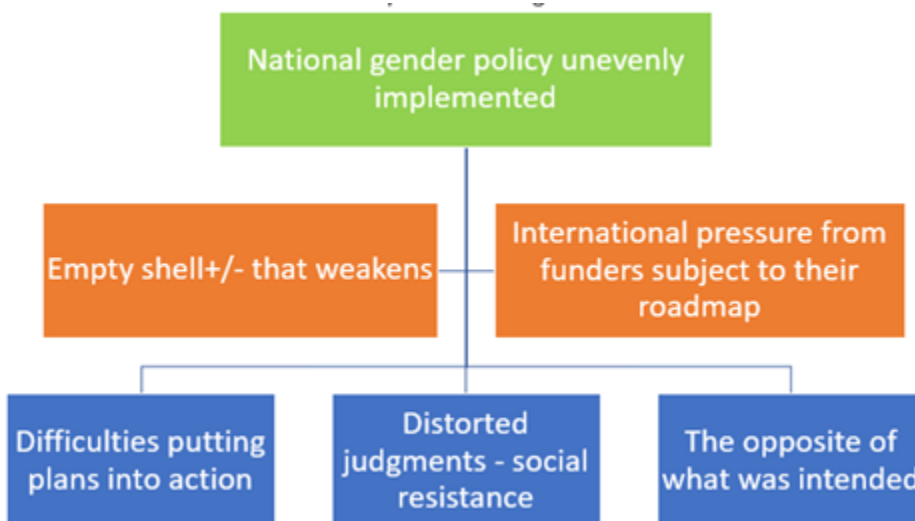 National gender policy unevenly
implemented
Empty shell+/- that weakens
International pressure from
funders subject to their
roadmap
Difficulties putting
plans into action
Distorted
judgments - social
resistance
The opposite of
what was intended